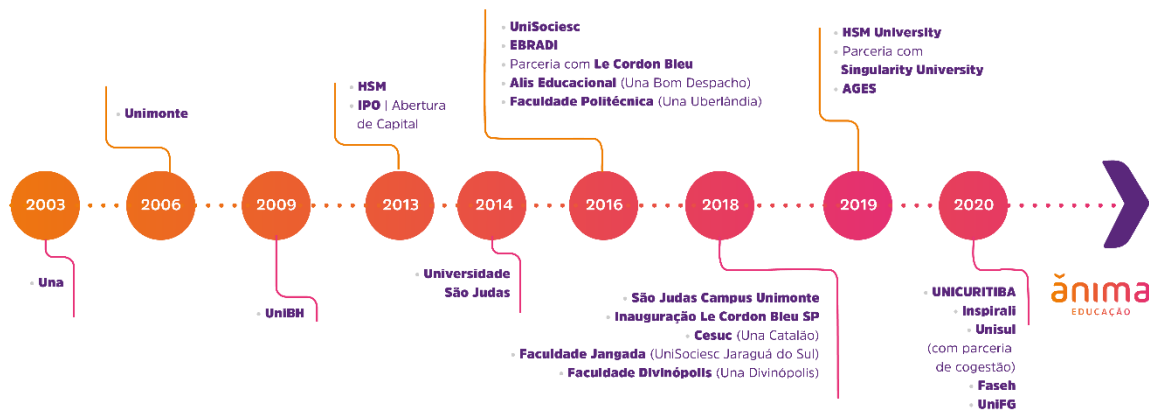 UniSociesc
EBRADI
Parceria com Le Cordon Bleu
Alis Educacional (Una Bom Despacho)
Faculdade Politécnica (Una Uberlândia)
HSM University
Parceria com
Singularity University
AGES
HSM
IPO | Abertura
de Capital
Unimonte
2003
2006
2009
2013
2014
2016
2018
2019
2020
Una
UniBH
Universidade
São Judas
São Judas Campus Unimonte
Inauguração Le Cordon Bleu SP
Cesuc (Una Catalão)
Faculdade Jangada (UniSociesc Jaraguá do Sul)
Faculdade Divinópolis (Una Divinópolis)
UNICURITIBA
Inspirali
Unisul
(com parceria
de cogestão)
Faseh
UniFG
ănima
EDUCAÇÃO